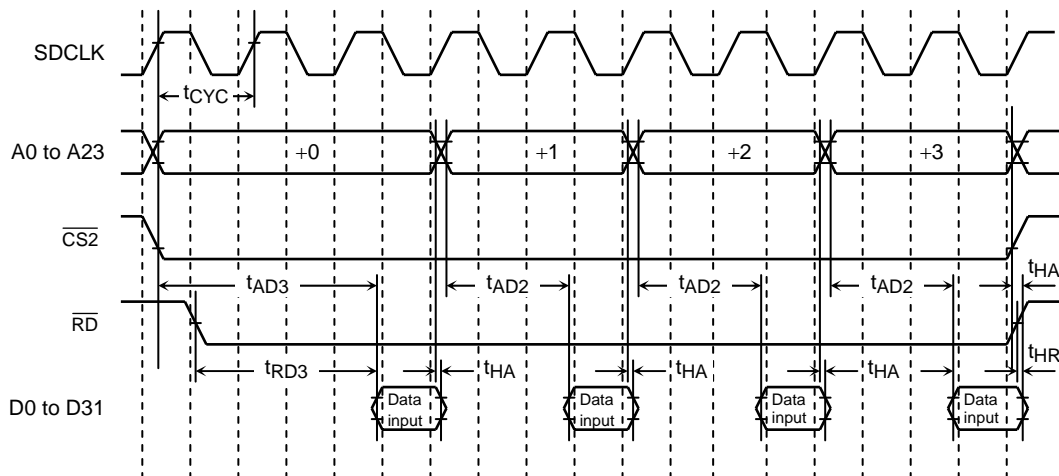 SDCLK
tCYC
A0 to A23
+0
+1
+2
+3
CS2
tAD3
tAD2
tAD2
tAD2
tHA
RD
tRD3
tHA
tHA
tHA
tHR
D0 to D31
Data
input
Data
input
Data
input
Data
input